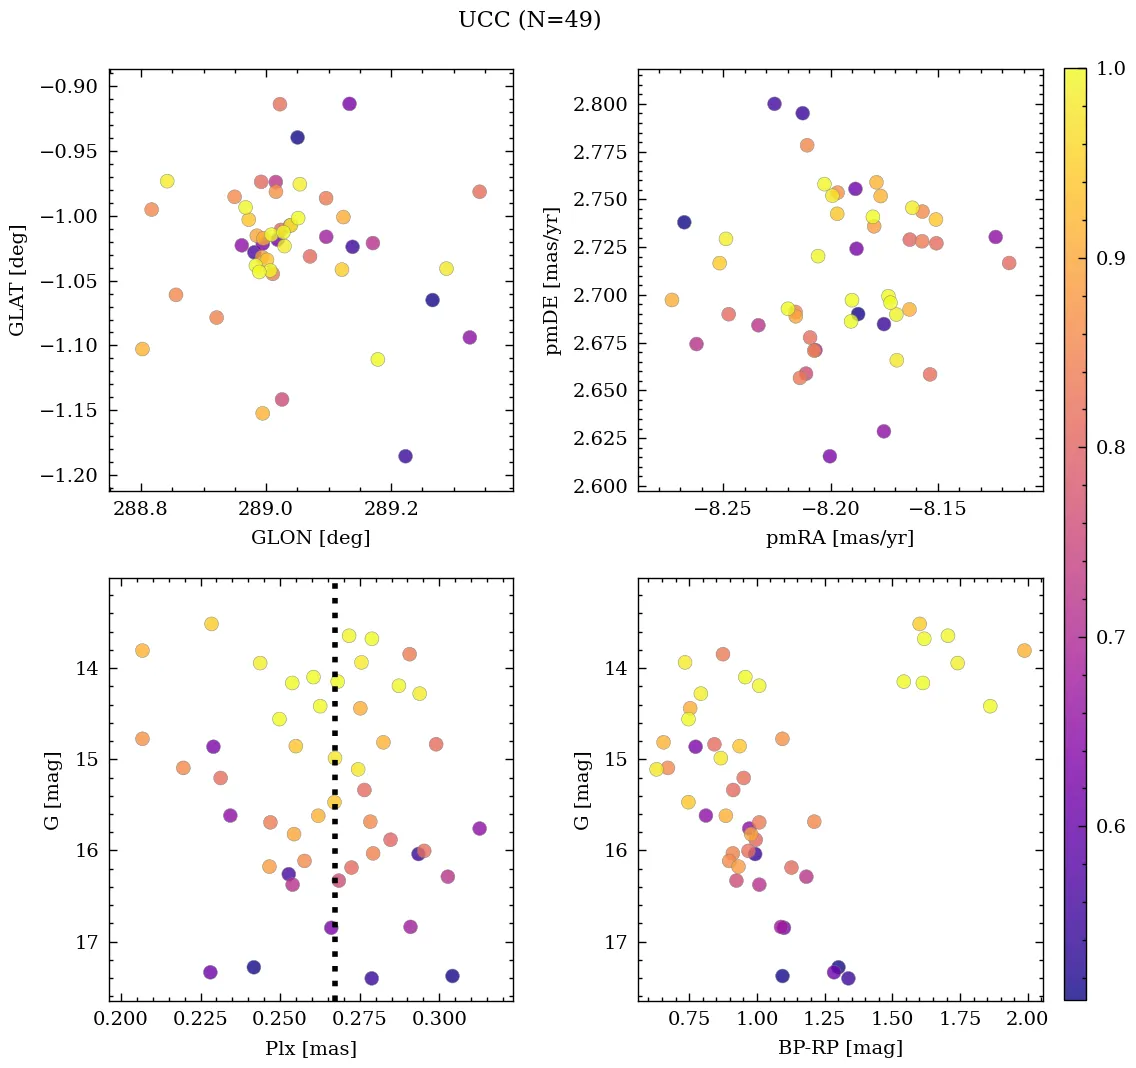 UCC (N=49)
−0.90
−0.95
−1.00
−1.05
−1.10
−1.15
−1.20
GLAT [deg]
288.8 289.0 289.2
GLON [deg]
2.800
2.775
2.750
2.725
2.700
2.675
2.650
2.625
2.600
pmDE [mas/yr]
−8.25 −8.20 −8.15
pmRA [mas/yr]
14
15
16
17
G [mag]
0.200 0.225 0.250 0.275 0.300
Plx [mas]
14
15
16
17
G [mag]
0.75 1.00 1.25 1.50 1.75 2.00
BP-RP [mag]
1.0
0.9
0.8
0.7
0.6